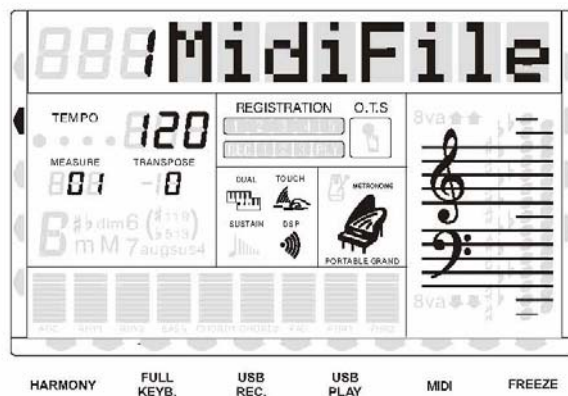 1MidiFile
TEMPO 120
REGISTRATION O.T.S
MEASURE 01
TRANSPOSE 0
DUAL TOUCH
SUSTAIN DSP
METRONOME
PORTABLE GRAND
8va
8va
HARMONY
FULL KEYB.
USB REC.
USB PLAY
MIDI
FREEZE